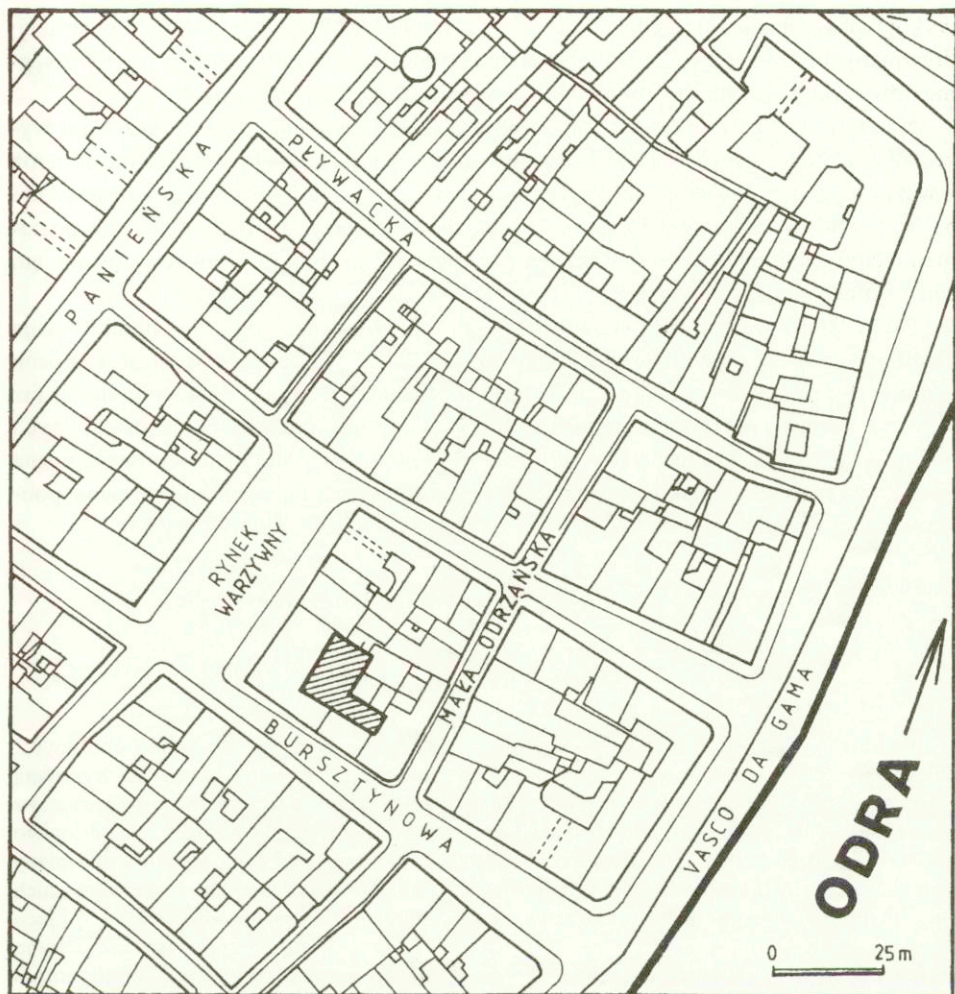 PANIEŃSKA
PŁYWACKA
RYNEK
WARZYWNY
MAŁA ODRZAŃSKA
BURSZTYNOWA
VASCO DA GAMA
ODRA
0 25 m